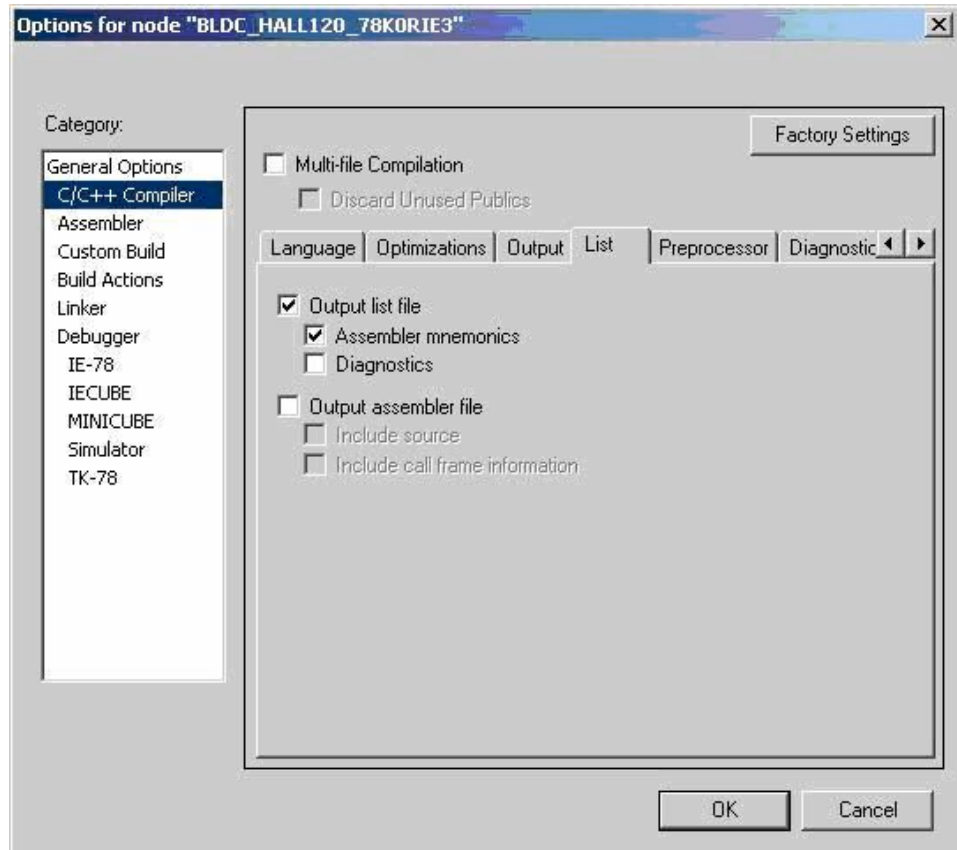 Options for node "BLDC_HALL120_78K0RIE3"
Category:
General Options
C/C++ Compiler
Assembler
Custom Build
Build Actions
Linker
Debugger
IE-78
IECUBE
MINICUBE
Simulator
TK-78
Factory Settings
Multi-file Compilation
Discard Unused Publics
Language Optimizations Output List Preprocessor Diagnostic
Output list file
Assembler mnemonics
Diagnostics
Output assembler file
Include source
Include call frame information
OK Cancel